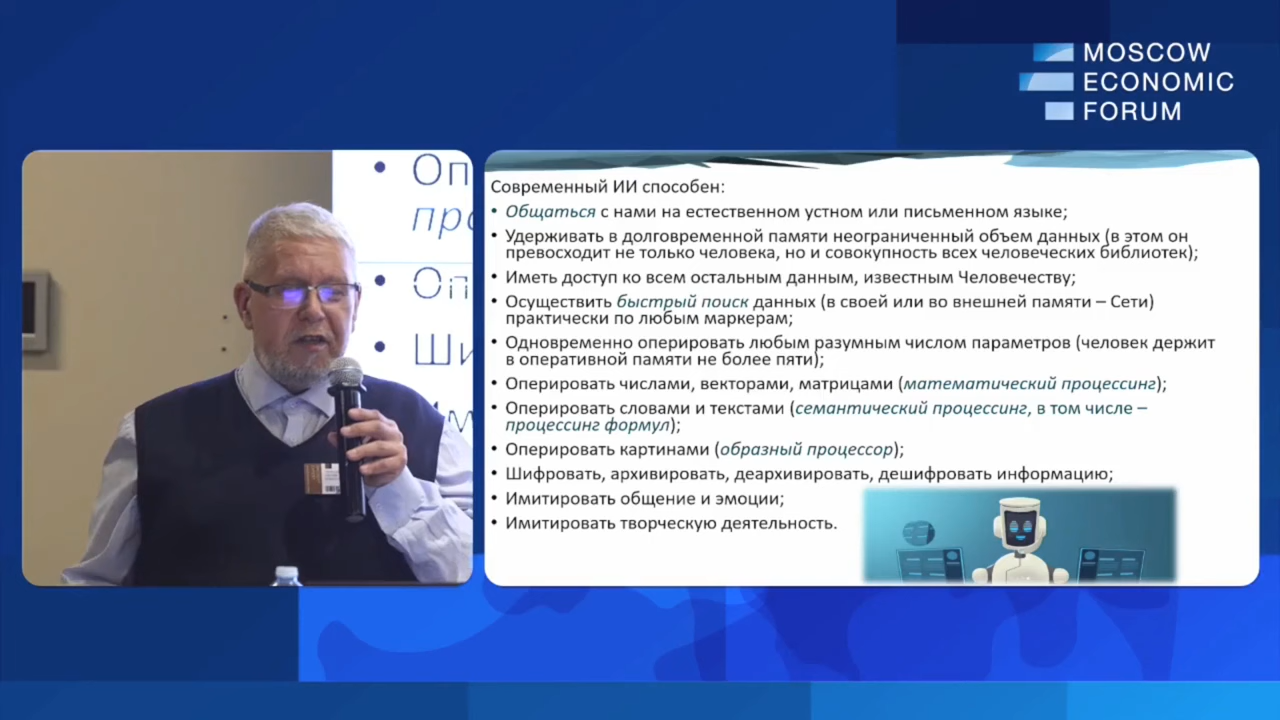 MOSCOW
ECONOMIC
FORUM
Оп
про
Оп
Ши
Современный ИИ способен:
• Общаться с нами на естественном устном или письменном языке;
• Удерживать в долговременной памяти неограниченный объем данных (в этом он
превосходит не только человека, но и совокупность всех человеческих библиотек);
• Иметь доступ ко всем остальным данным, известным Человечеству;
• Осуществить быстрый поиск данных (в своей или во внешней памяти – Сети)
практически по любым маркерам;
• Одновременно оперировать любым разумным числом параметров (человек держит
в оперативной памяти не более пяти);
• Оперировать числами, векторами, матрицами (математический процессинг);
• Оперировать словами и текстами (семантический процессинг, в том числе –
процессинг формул);
• Оперировать картинами (образный процессор);
• Шифровать, архивировать, деархивировать, дешифровать информацию;
• Имитировать общение и эмоции;
• Имитировать творческую деятельность.